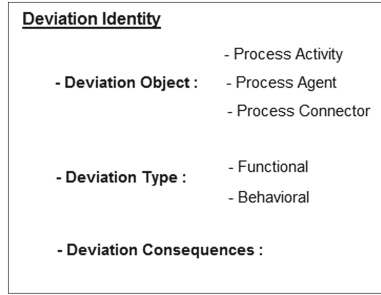 Deviation Identity
- Process Activity
- Deviation Object :   - Process Agent
- Process Connector
- Functional
- Deviation Type :
- Behavioral
- Deviation Consequences :